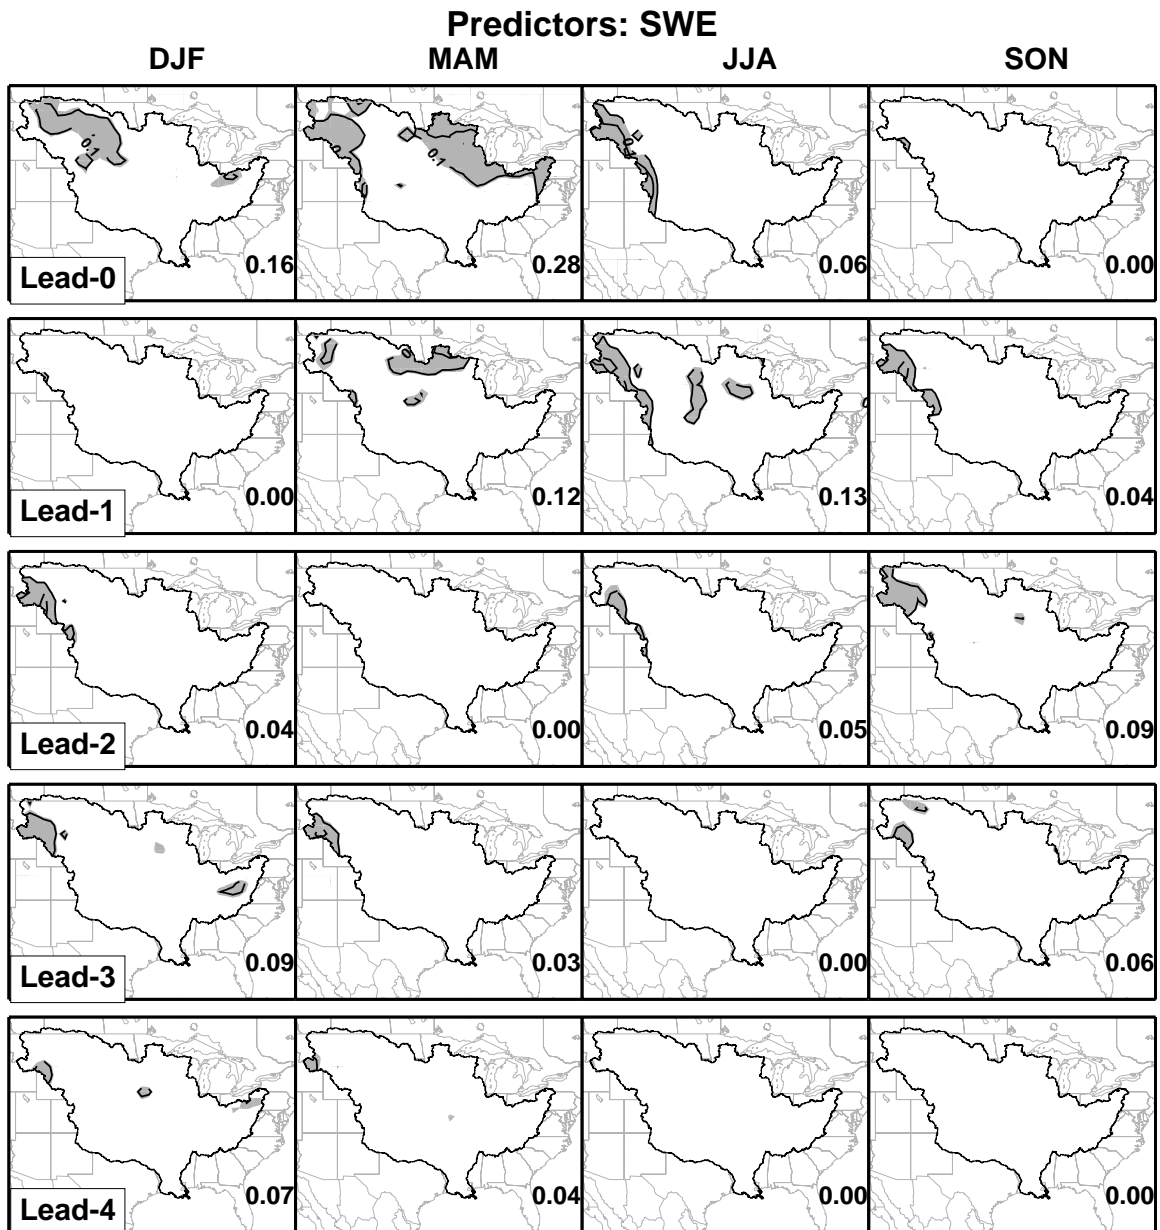 Predictors: SWE
DJF MAM JJA SON
0.1 0.1
Lead-0 0.16 0.28 0.06 0.00
Lead-1 0.00 0.12 0.13 0.04
Lead-2 0.04 0.00 0.05 0.09
Lead-3 0.09 0.03 0.00 0.06
Lead-4 0.07 0.04 0.00 0.00